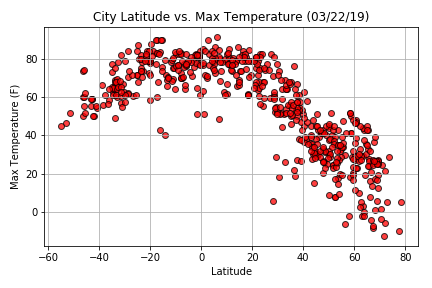 City Latitude vs. Max Temperature (03/22/19)
Max Temperature (F)
80
60
40
20
0
−60 −40 −20 0 20 40 60 80
Latitude